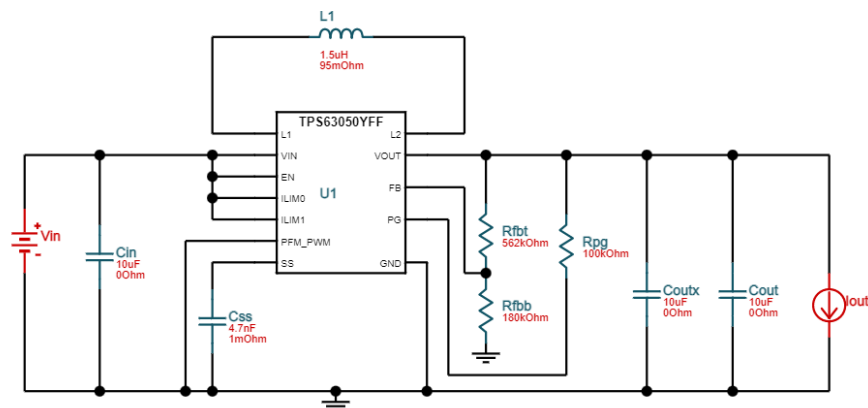 L1
1.5uH
95mOhm
TPS63050YFF
L1
L2
VIN
VOUT
EN
U1
FB
ILIM0
ILIM1
PG
PFM_PWM
SS
GND
Vin
Cin
10uF
0Ohm
Css
4.7nF
1mOhm
Rfbt
562kOhm
Rpg
100kOhm
Rfbb
180kOhm
Coutx
10uF
0Ohm
Cout
10uF
0Ohm
Iout